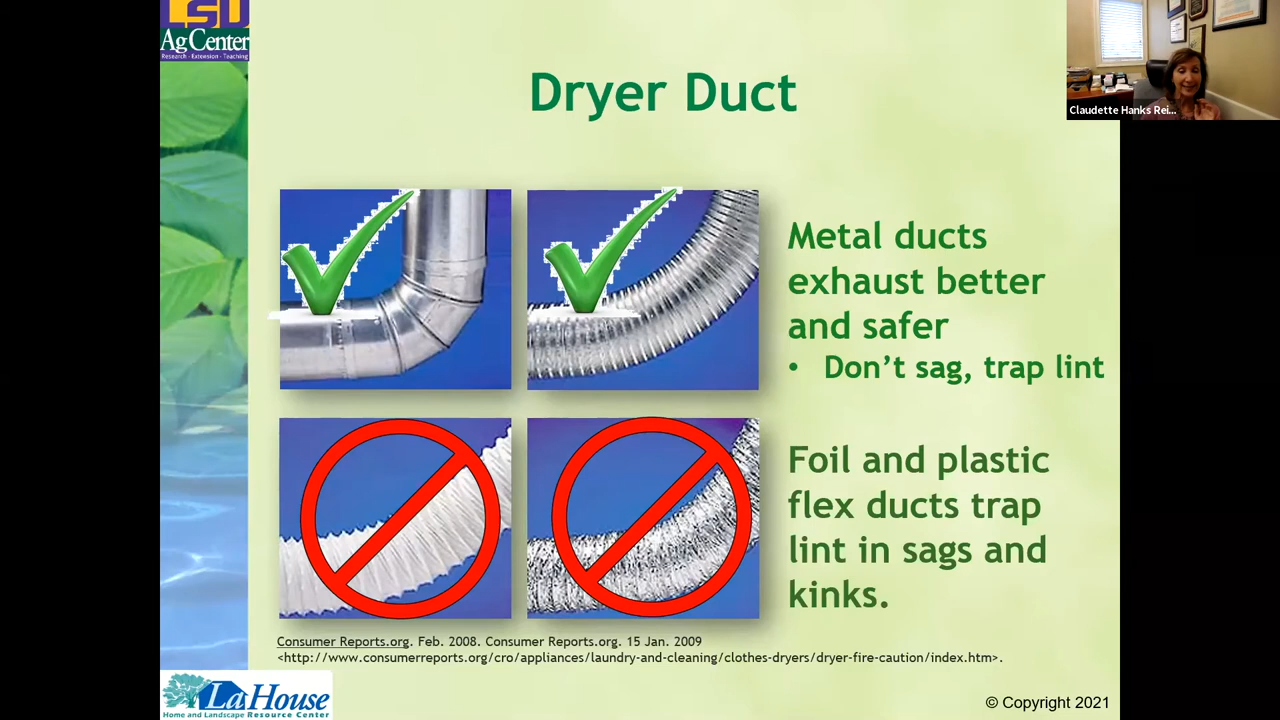 LSU
AgCenter
Research · Extension · Teaching
Claudette Hanks Rei...
Dryer Duct
Metal ducts
exhaust better
and safer
• Don’t sag, trap lint
Foil and plastic
flex ducts trap
lint in sags and
kinks.
Consumer Reports.org. Feb. 2008. Consumer Reports.org. 15 Jan. 2009
<http://www.consumerreports.org/cro/appliances/laundry-and-cleaning/clothes-dryers/dryer-fire-caution/index.htm>.
LaHouse
Home and Landscape Resource Center
© Copyright 2021